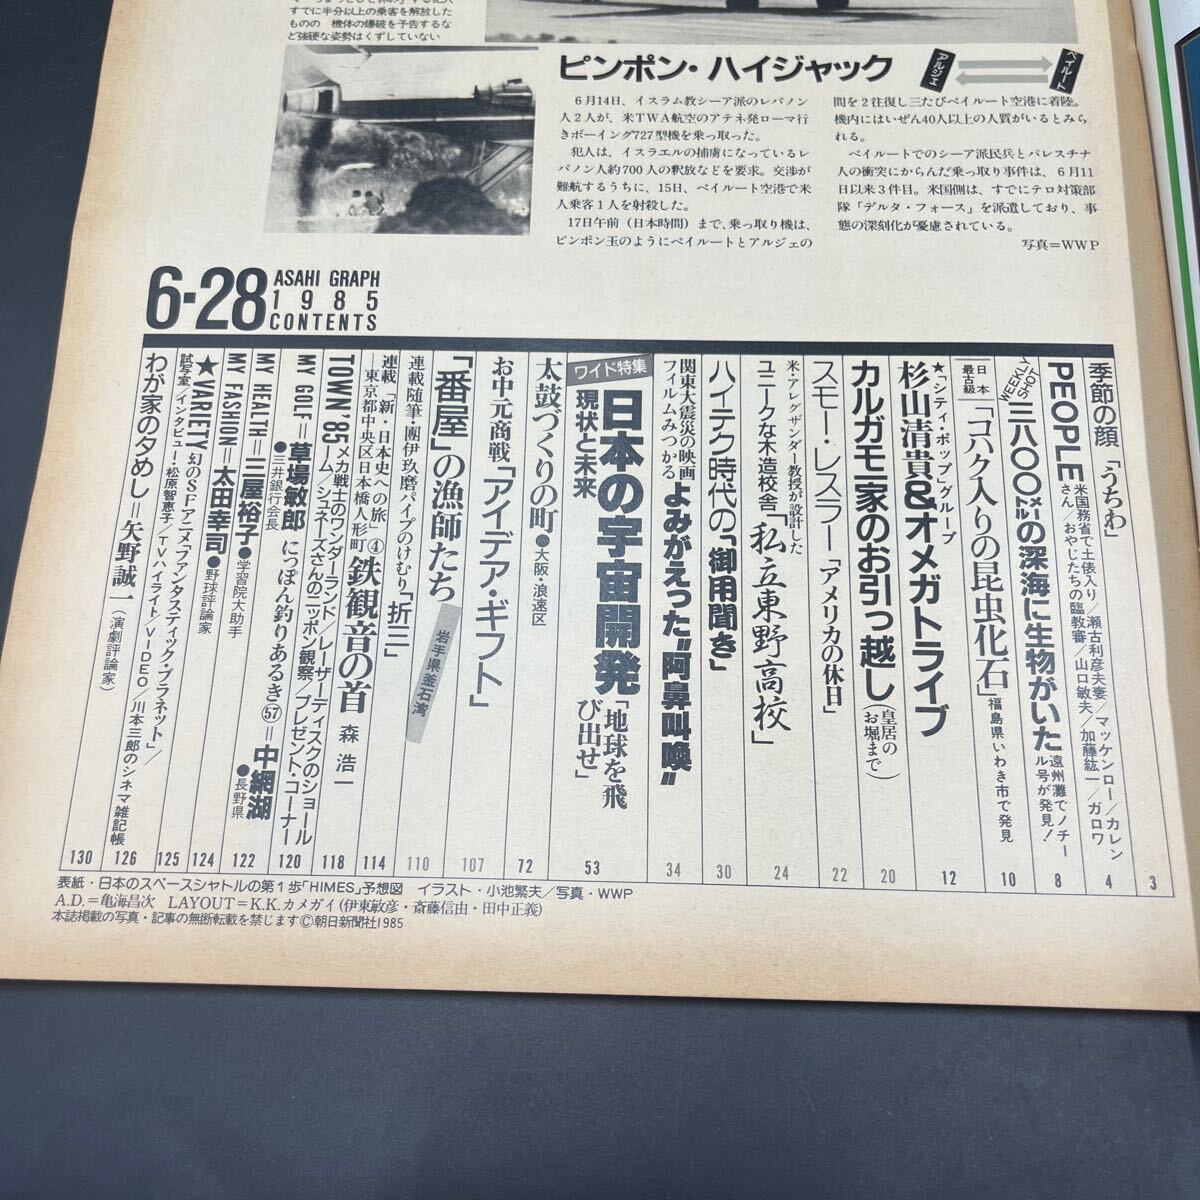 すでに半分以上の乗客を解放した
ものの 機体の爆破を予告するな
ど強硬な姿勢はくずしていない
ピンポン・ハイジャック
アルジェ
ベイルート
6月14日、イスラム教シーア派のレバノン
人2人が、米TWA航空のアテネ発ローマ行
きボーイング727型機を乗っ取った。
犯人は、イスラエルの捕虜になっているレ
バノン人約700人の釈放などを要求。交渉が
難航するうちに、15日、ベイルート空港で米
人乗客1人を射殺した。
17日午前（日本時間）まで、乗っ取り機は、
ピンポン玉のようにベイルートとアルジェの
間を2往復し三たびベイルート空港に着陸。
機内にはいぜん40人以上の人質がいるとみら
れる。
ベイルートでのシーア派民兵とパレスチナ
人の衝突にからんだ乗っ取り事件は、6月11
日以来3件目。米国側は、すでにテロ対策部
隊「デルタ・フォース」を派遣しており、事
態の深刻化が憂慮されている。
写真=WWP
6-28
ASAHI GRAPH
1985
CONTENTS
季節の顔「うちわ」
3
PEOPLE
米国務省で土俵入り／瀬古利彦夫妻／マッケンロー／カレン
さん／おやじたちの臨教審／山口敏夫／加藤紘一／ガロワ
4
WEEKLY SHOT
三八〇〇メートルの深海に生物がいた
遠州灘でノチー
ル号が発見！
8
日本最古級
「コハク入りの昆虫化石」福島県いわき市で発見
10
★「シティ・ポップ」グループ
杉山清貴&オメガトライブ
12
カルガモ一家のお引っ越し（皇居のお堀まで）
20
スモー・レスラー「アメリカの休日」
22
米・アレグザンダー教授が設計した
ユニークな木造校舎「私立東野高校」
24
ハイテク時代の「御用聞き」
30
関東大震災の映画
フィルムみつかる
よみがえった“阿鼻叫喚”
34
ワイド特集
日本の宇宙開発
現状と未来
「地球を飛び出せ」
53
太鼓づくりの町●大阪・浪速区
72
お中元商戦「アイデア・ギフト」
107
「番屋」の漁師たち
岩手県釜石湾
110
連載随筆・團伊玖磨パイプのけむり「折三」
114
連載「新・日本史への旅」④
―東京都中央区日本橋人形町
鉄観音の首 森 浩一
118
TOWN '85
メカ戦士のワンダーランド／レーザーディスクのショール
ーム／シュネーズさんのニッポン観察／プレゼント・コーナー
120
MY GOLF＝草場敏郎●三井銀行会長
にっぽん釣りあるき57＝中綱湖●長野県
122
MY HEALTH＝三屋裕子●学習院大助手
MY FASHION＝太田幸司●野球評論家
124
★VARIETY 幻のSFアニメ「ファンタスティック・プラネット」／
125
試写室／インタビュー・松原智恵子／TVハイライト／VIDEO／川本三郎のシネマ雑記帳
126
わが家の夕めし＝矢野誠一（演劇評論家）
130
表紙・日本のスペースシャトルの第1歩「HIMES」予想図 イラスト・小池繁夫／写真・WWP
A.D.=亀海昌次 LAYOUT=K.K.カメガイ（伊東敏彦・斎藤信由・田中正義）
本誌掲載の写真・記事の無断転載を禁じます©朝日新聞社1985